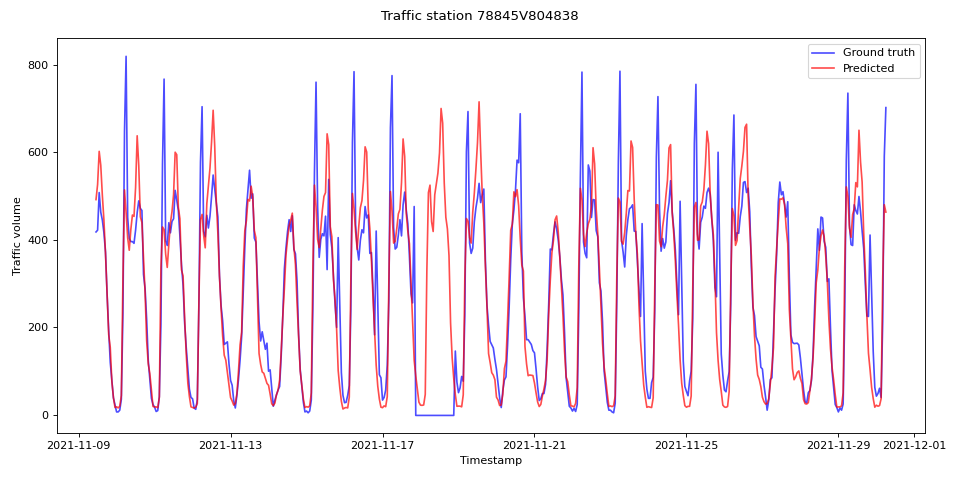 Traffic station 78845V804838
Ground truth
Predicted
Traffic volume
800
600
400
200
0
2021-11-09
2021-11-13
2021-11-17
2021-11-21
2021-11-25
2021-11-29
2021-12-01
Timestamp